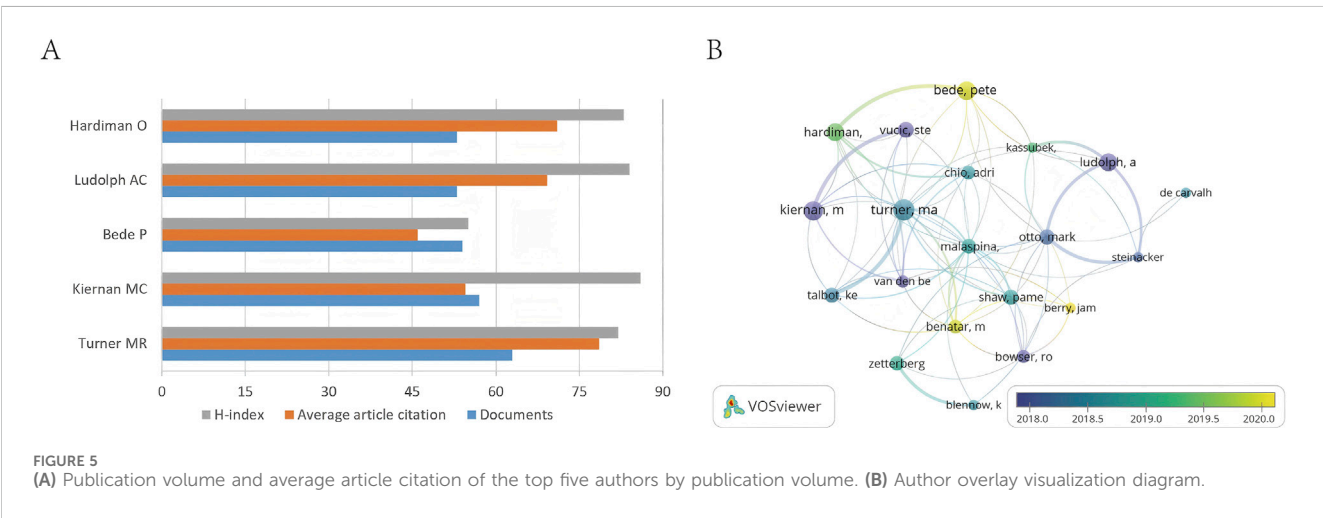 A
B
Hardiman O
Ludolph AC
Bede P
Kiernan MC
Turner MR
0 15 30 45 60 75 90
H-index Average article citation Documents
bede, pete
hardiman,
vucic, ste
kassubek,
ludolph, a
chio, adri
de carvalh
kiernan, m
turner, ma
otto, mark
malaspina,
steinacker
van den be
talbot, ke
shaw, pame
berry, jam
benatar, m
bowser, ro
zetterberg
blennow, k
VOSviewer
2018.0 2018.5 2019.0 2019.5 2020.0
FIGURE 5
(A) Publication volume and average article citation of the top five authors by publication volume. (B) Author overlay visualization diagram.